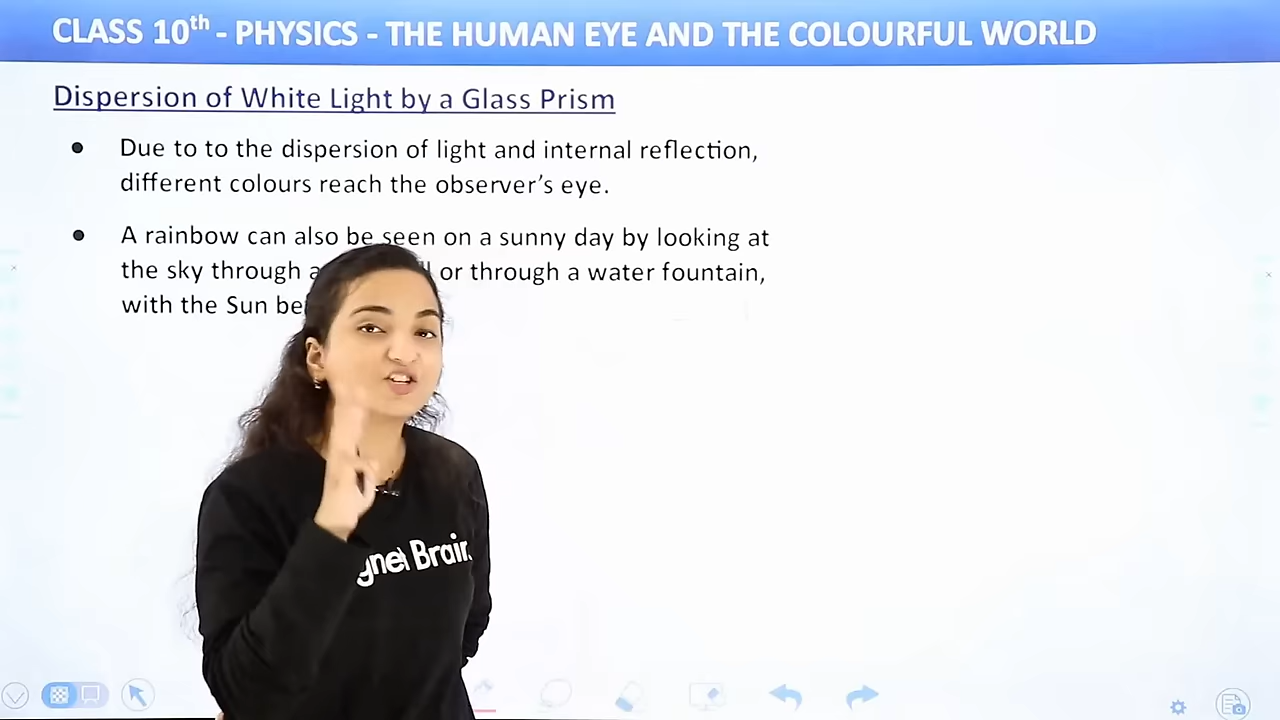 CLASS 10th - PHYSICS - THE HUMAN EYE AND THE COLOURFUL WORLD
Dispersion of White Light by a Glass Prism
● Due to to the dispersion of light and internal reflection,
different colours reach the observer’s eye.
● A rainbow can also be seen on a sunny day by looking at
the sky through a or through a water fountain,
with the Sun
gnet Brain